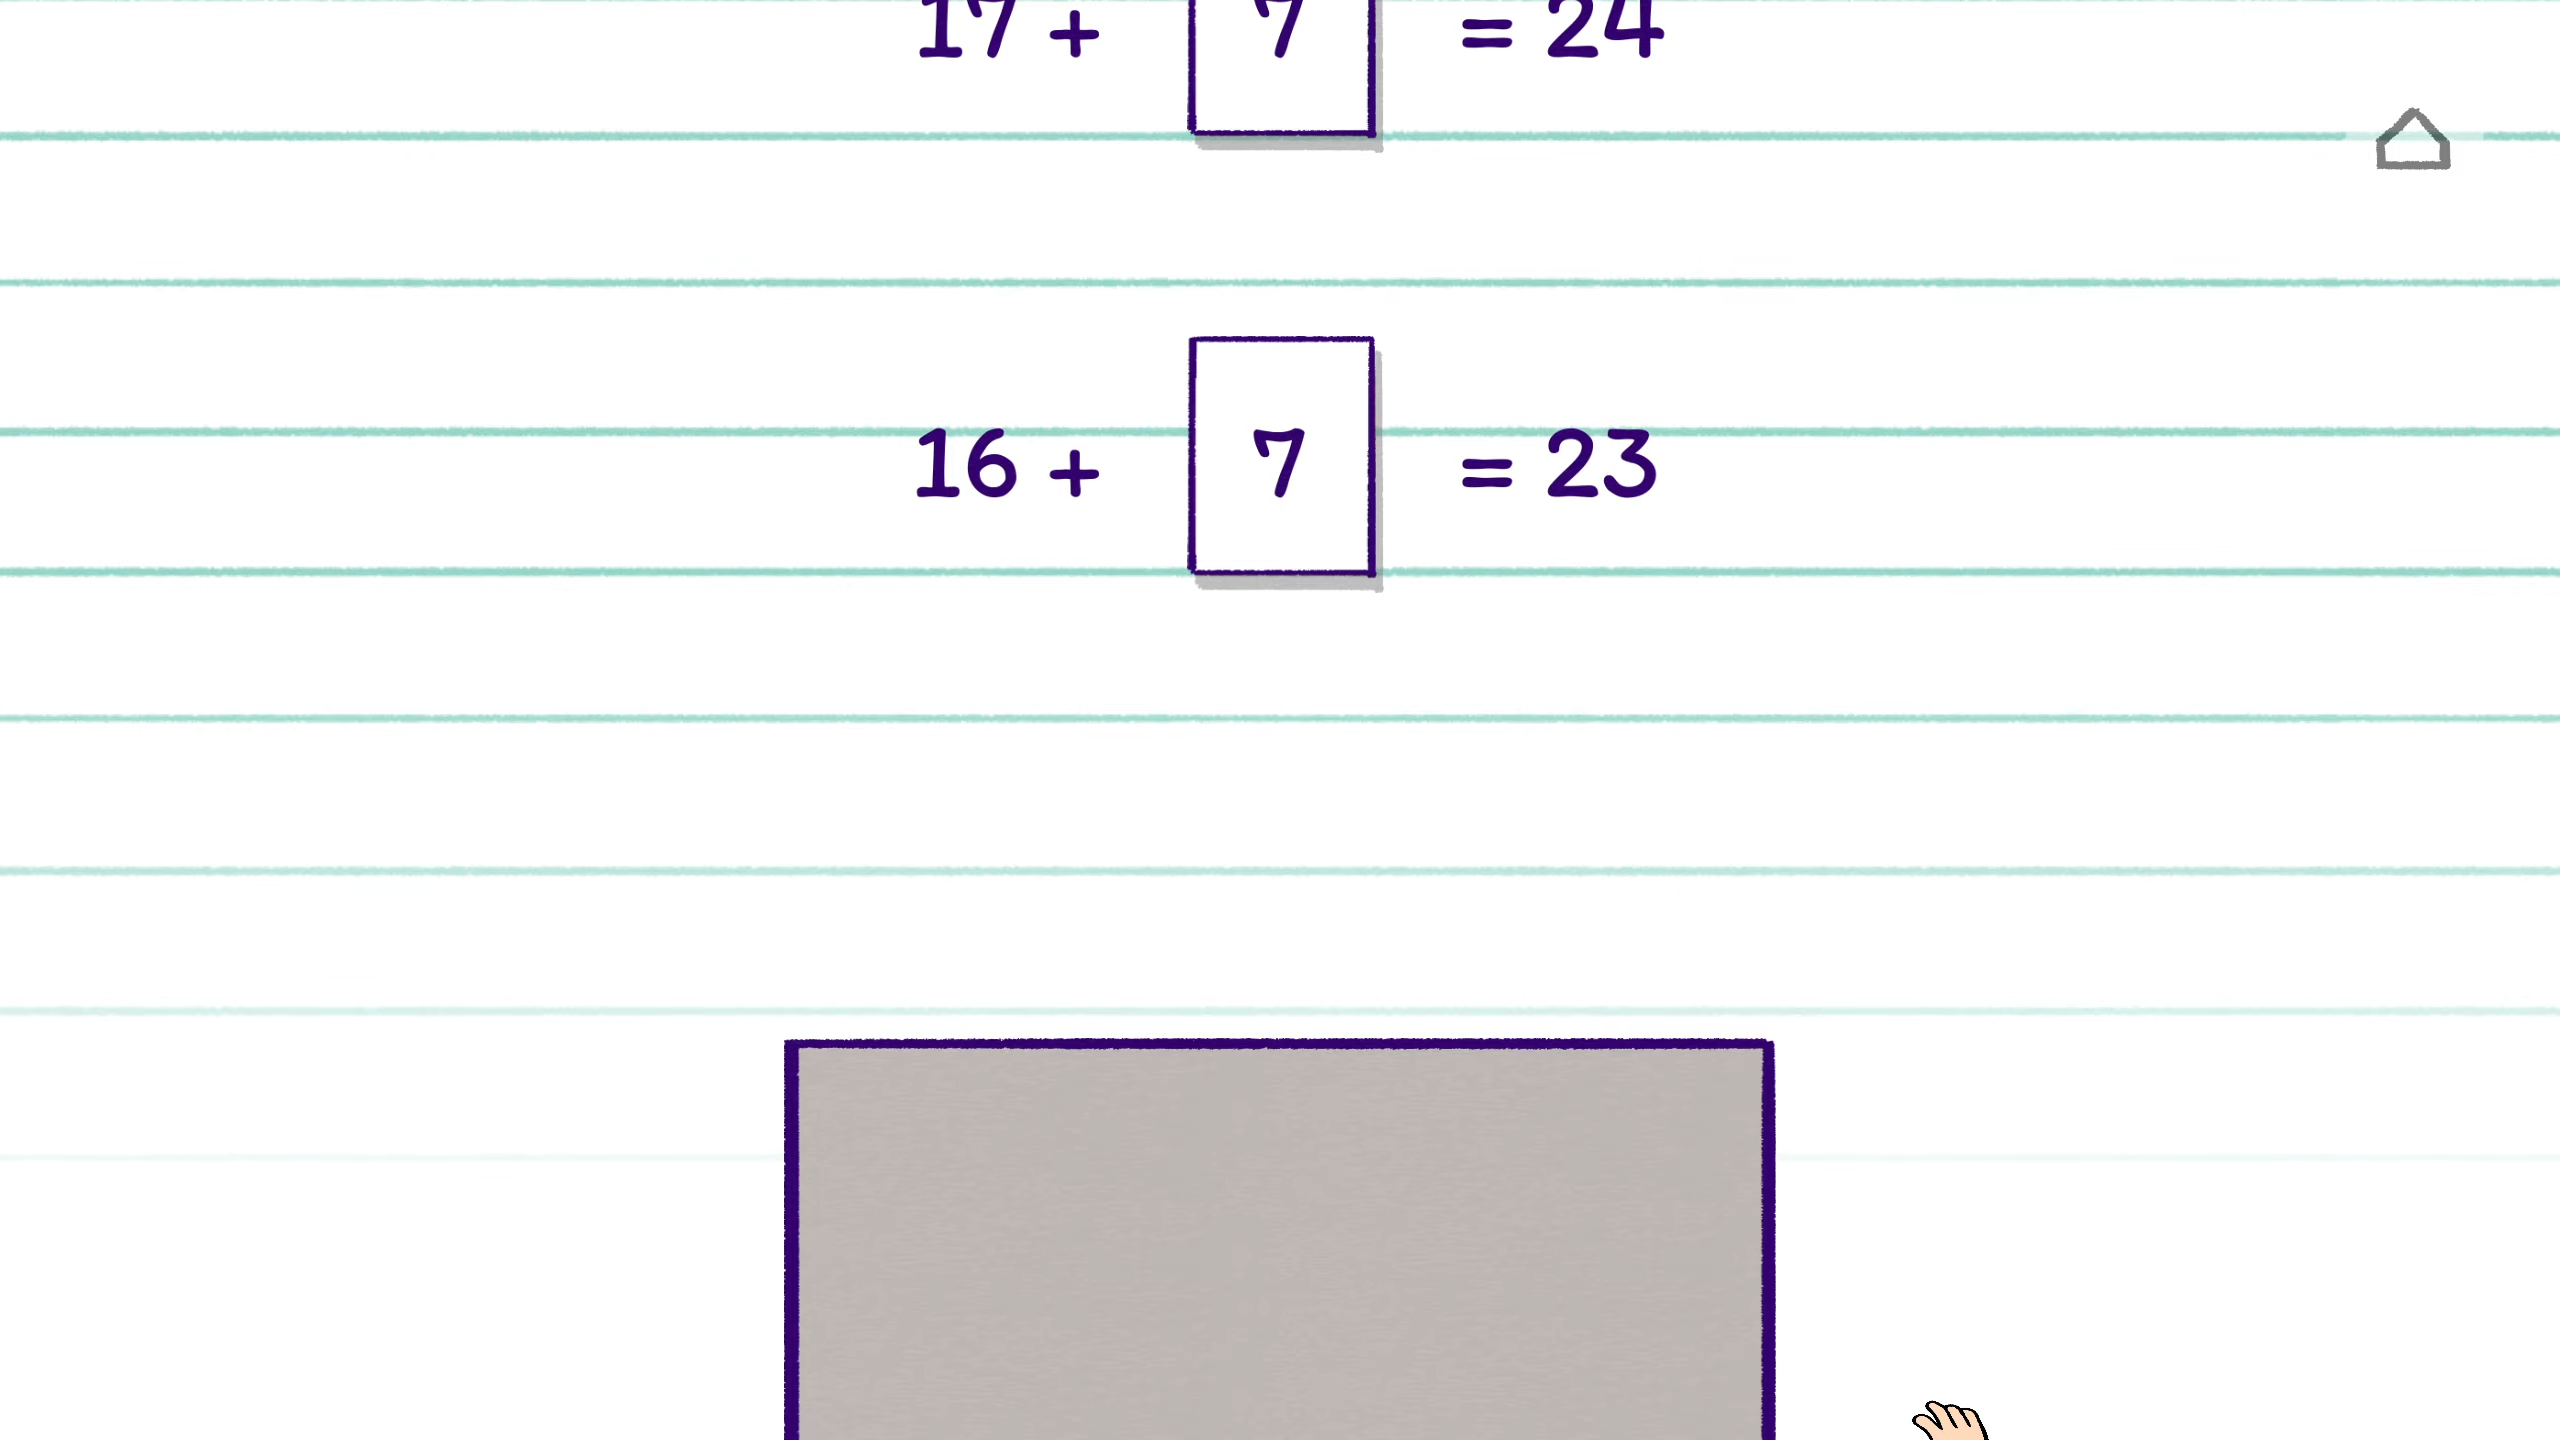 17 + 7 = 24
16 + 7 = 23